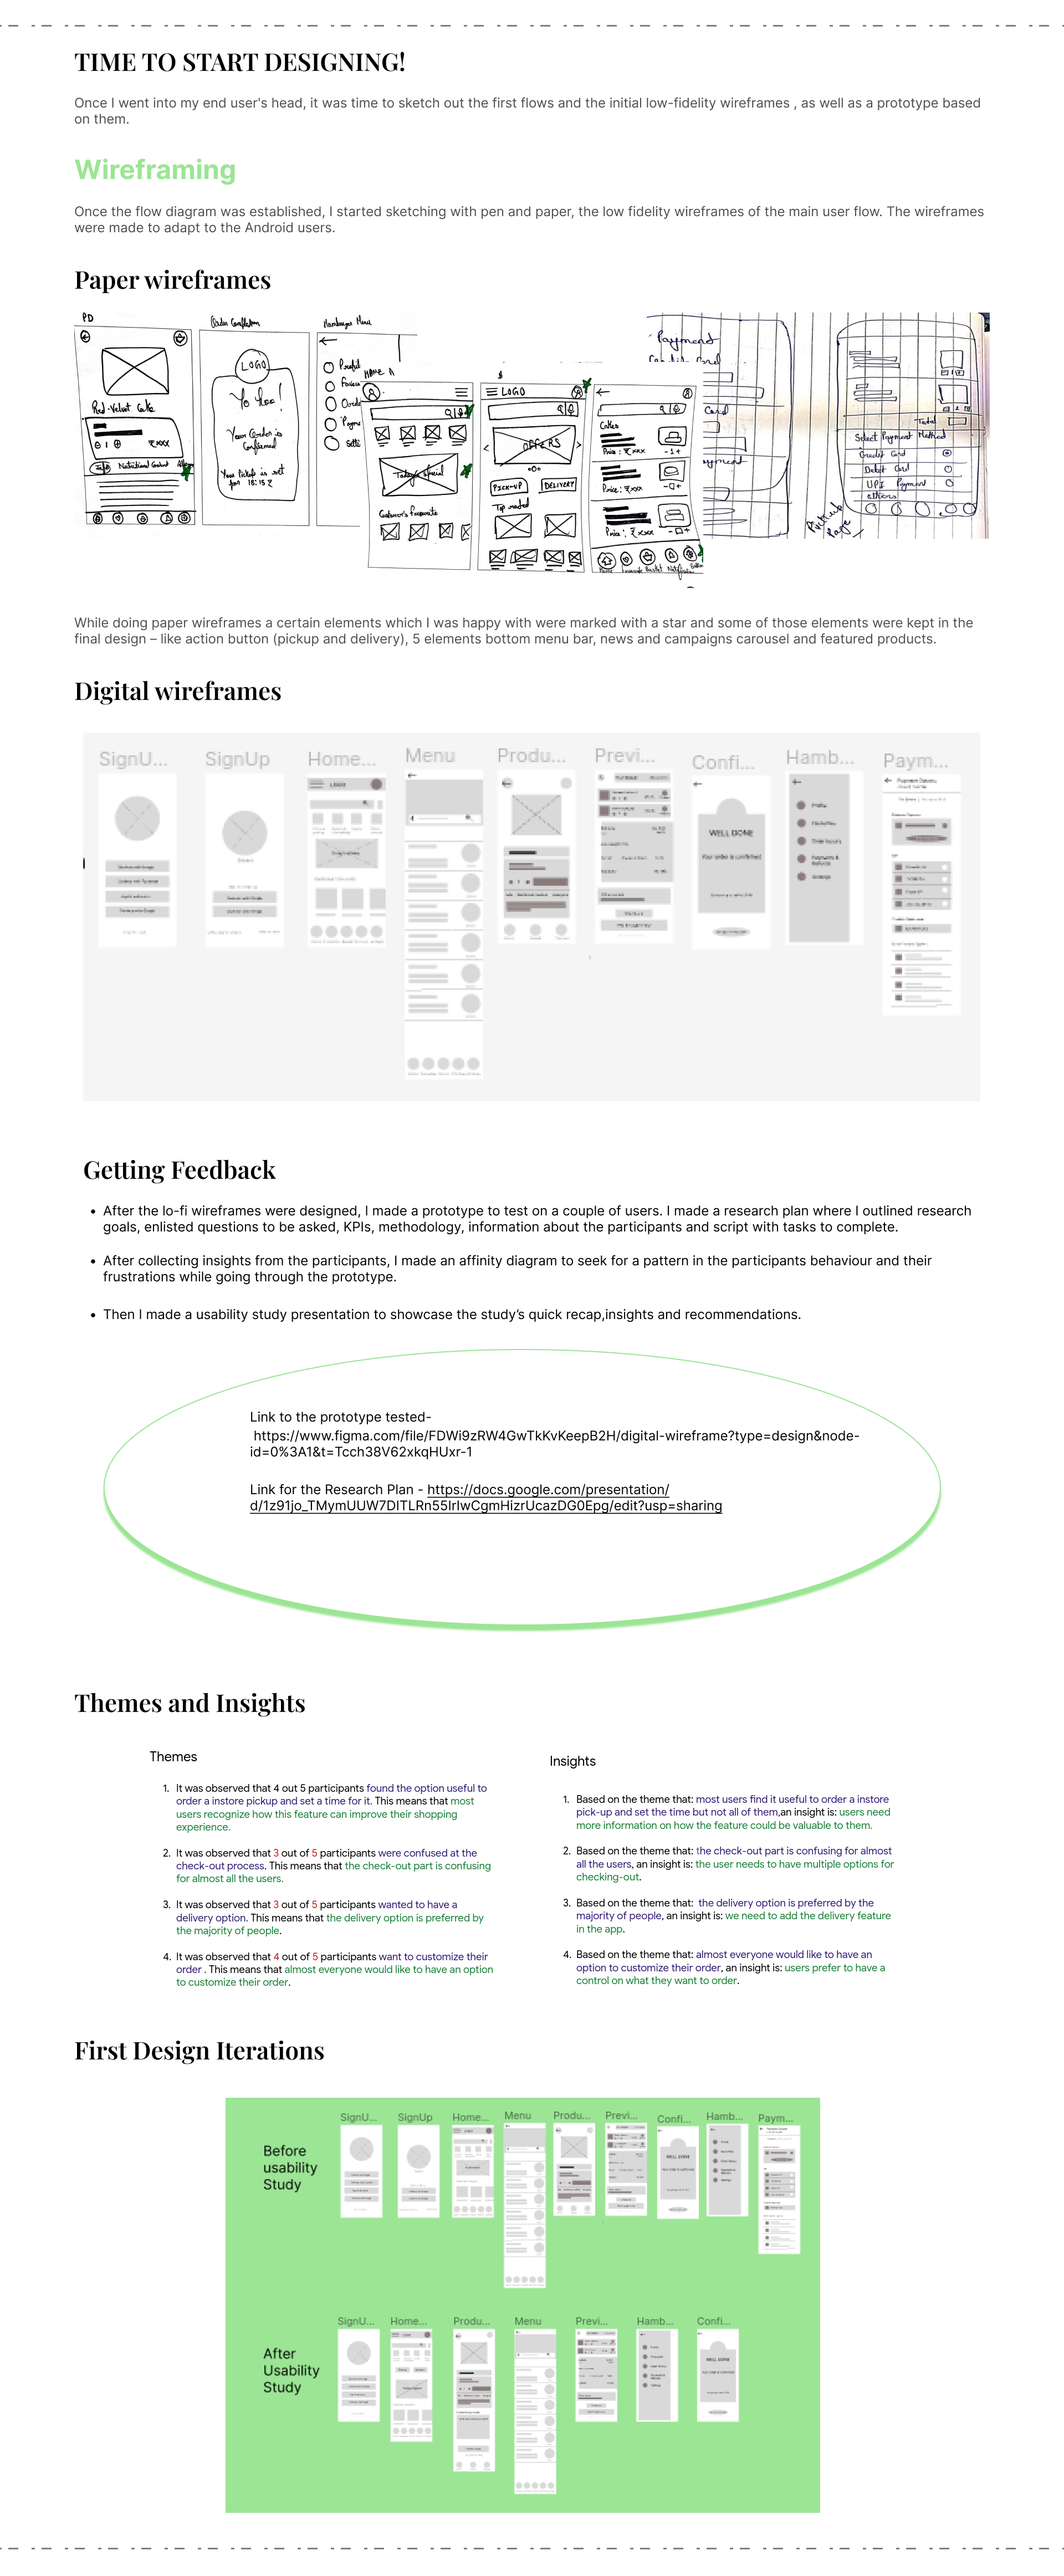 TIME TO START DESIGNING!
Once I went into my end user's head, it was time to sketch out the first flows and the initial low-fidelity wireframes , as well as a prototype based
on them.
Wireframing
Once the flow diagram was established, I started sketching with pen and paper, the low fidelity wireframes of the main user flow. The wireframes
were made to adapt to the Android users.
Paper wireframes
PD
Order Completion
Hamburger Menu
LOGO
Yo Loo!
Your Order is
Confirmed
Red-Velvet Cake
₹xxx
Info Nutritional Content
HOME A
Today's Special
Customer's Favourite
LOGO
OFFERS
PICK-UP
DELIVERY
Top rated
Cakes
Price: ₹xxx
Price: ₹xxx
Price: ₹xxx
Payment
Credit Card
Total
Select Payment Method
Credit Card
Debit Card
UPI Payment
others
While doing paper wireframes a certain elements which I was happy with were marked with a star and some of those elements were kept in the
final design – like action button (pickup and delivery), 5 elements bottom menu bar, news and campaigns carousel and featured products.
Digital wireframes
SignU... SignUp Home... Menu Produ... Previ... Confi... Hamb... Paym...
LOGO
WELL DONE
Your order is confirmed
Getting Feedback
• After the lo-fi wireframes were designed, I made a prototype to test on a couple of users. I made a research plan where I outlined research
goals, enlisted questions to be asked, KPIs, methodology, information about the participants and script with tasks to complete.
• After collecting insights from the participants, I made an affinity diagram to seek for a pattern in the participants behaviour and their
frustrations while going through the prototype.
• Then I made a usability study presentation to showcase the study's quick recap,insights and recommendations.
Link to the prototype tested-
https://www.figma.com/file/FDWi9zRW4GwTkKvKeepB2H/digital-wireframe?type=design&node-
id=0%3A1&t=Tcch38V62xkqHUxr-1
Link for the Research Plan - https://docs.google.com/presentation/
d/1z91jo_TMymUUW7DITLRn55IrIwCgmHizrUcazDG0Epg/edit?usp=sharing
Themes and Insights
Themes
1. It was observed that 4 out 5 participants found the option useful to
order a instore pickup and set a time for it. This means that most
users recognize how this feature can improve their shopping
experience.
2. It was observed 3 out of 5 participants were confused at the
check-out process. This means that the check-out part is confusing
for almost all the users.
3. It was observed that 3 out of 5 participants wanted to have a
delivery option. This means that the delivery option is preferred by
the majority of people.
4. It was observed that 4 out of 5 participants want to customize their
order . This means that almost everyone would like to have an option
to customize their order.
Insights
1. Based on the theme that: most users find it useful to order a instore
pick-up and set the time but not all of them,an insight is: users need
more information on how the feature could be valuable to them.
2. Based on the theme that: the check-out part is confusing for almost
all the users, an insight is: the user needs to have multiple options for
checking-out.
3. Based on the theme that: the delivery option is preferred by the
majority of people, an insight is: we need to add the delivery feature
in the app.
4. Based on the theme that: almost everyone would like to have an
option to customize their order, an insight is: users prefer to have a
control on what they want to order.
First Design Iterations
Before
usability
Study
SignU... SignUp Home... Menu Produ... Previ... Confi... Hamb... Paym...
WELL DONE
After
Usability
Study
SignU... Home... Produ... Menu Previ... Hamb... Confi...
WELL DONE